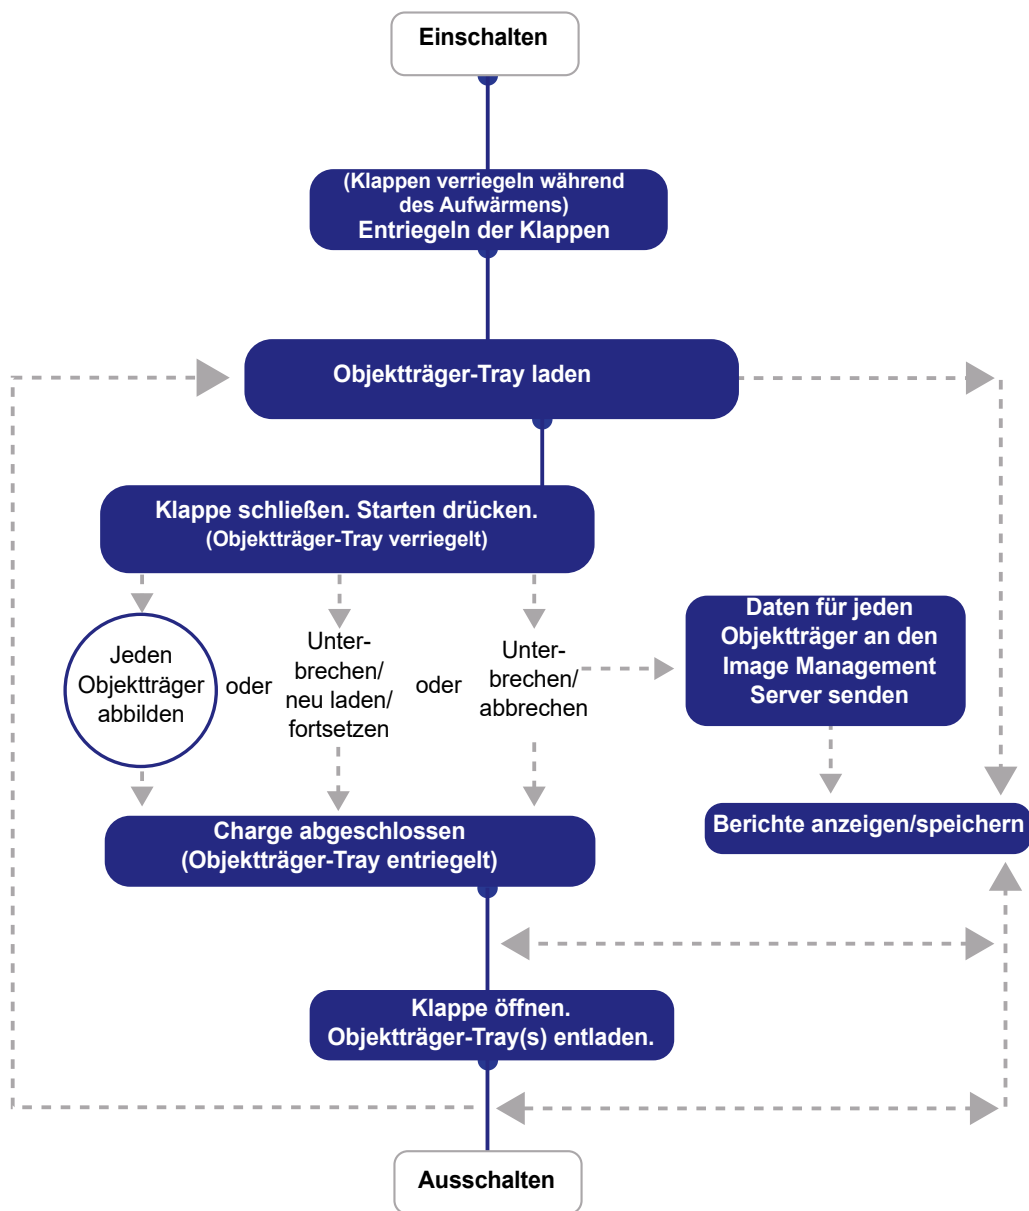 Einschalten
(Klappen verriegeln während
des Aufwärmens)
Entriegeln der Klappen
Objektträger-Tray laden
Klappe schließen. Starten drücken.
(Objektträger-Tray verriegelt)
Jeden
Objektträger
abbilden
oder
Unter-
brechen/
neu laden/
fortsetzen
oder
Unter-
brechen/
abbrechen
Daten für jeden
Objektträger an den
Image Management
Server senden
Charge abgeschlossen
(Objektträger-Tray entriegelt)
Berichte anzeigen/speichern
Klappe öffnen.
Objektträger-Tray(s) entladen.
Ausschalten